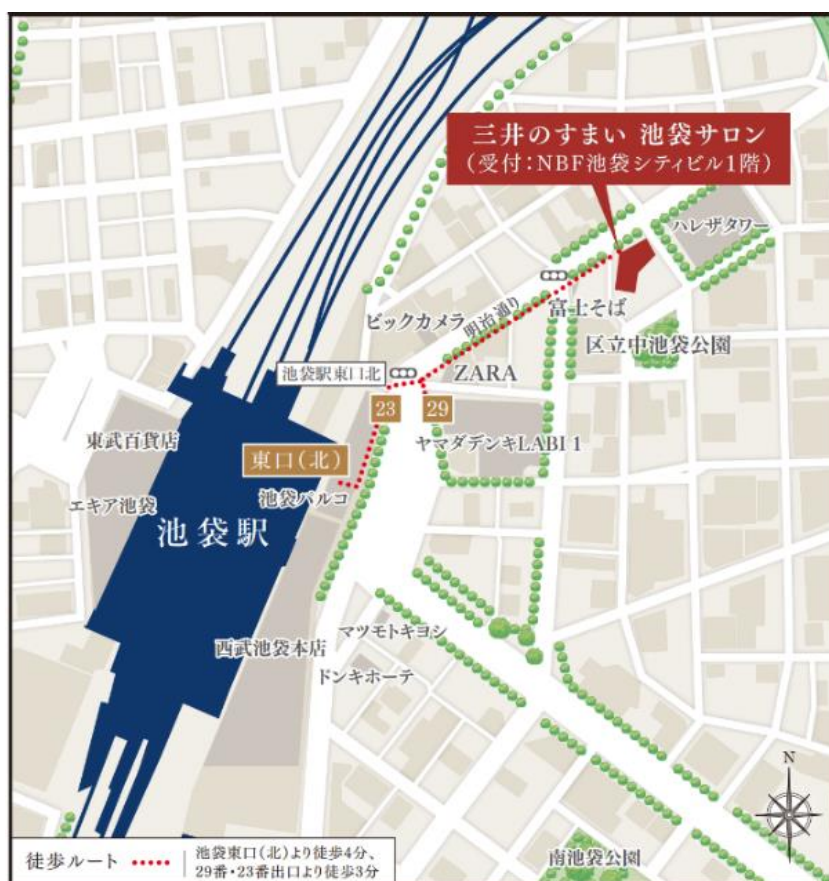 三井のすまい 池袋サロン
(受付:NBF池袋シティビル1階)
ハレザタワー
ビックカメラ
明治通り
富士そば
区立中池袋公園
池袋駅東口北
ZARA
23
29
東武百貨店
東口(北)
ヤマダデンキLABI 1
エキア池袋
池袋パルコ
池袋駅
マツモトキヨシ
西武池袋本店
ドンキホーテ
N
南池袋公園
徒歩ルート
池袋東口(北)より徒歩4分、
29番・23番出口より徒歩3分